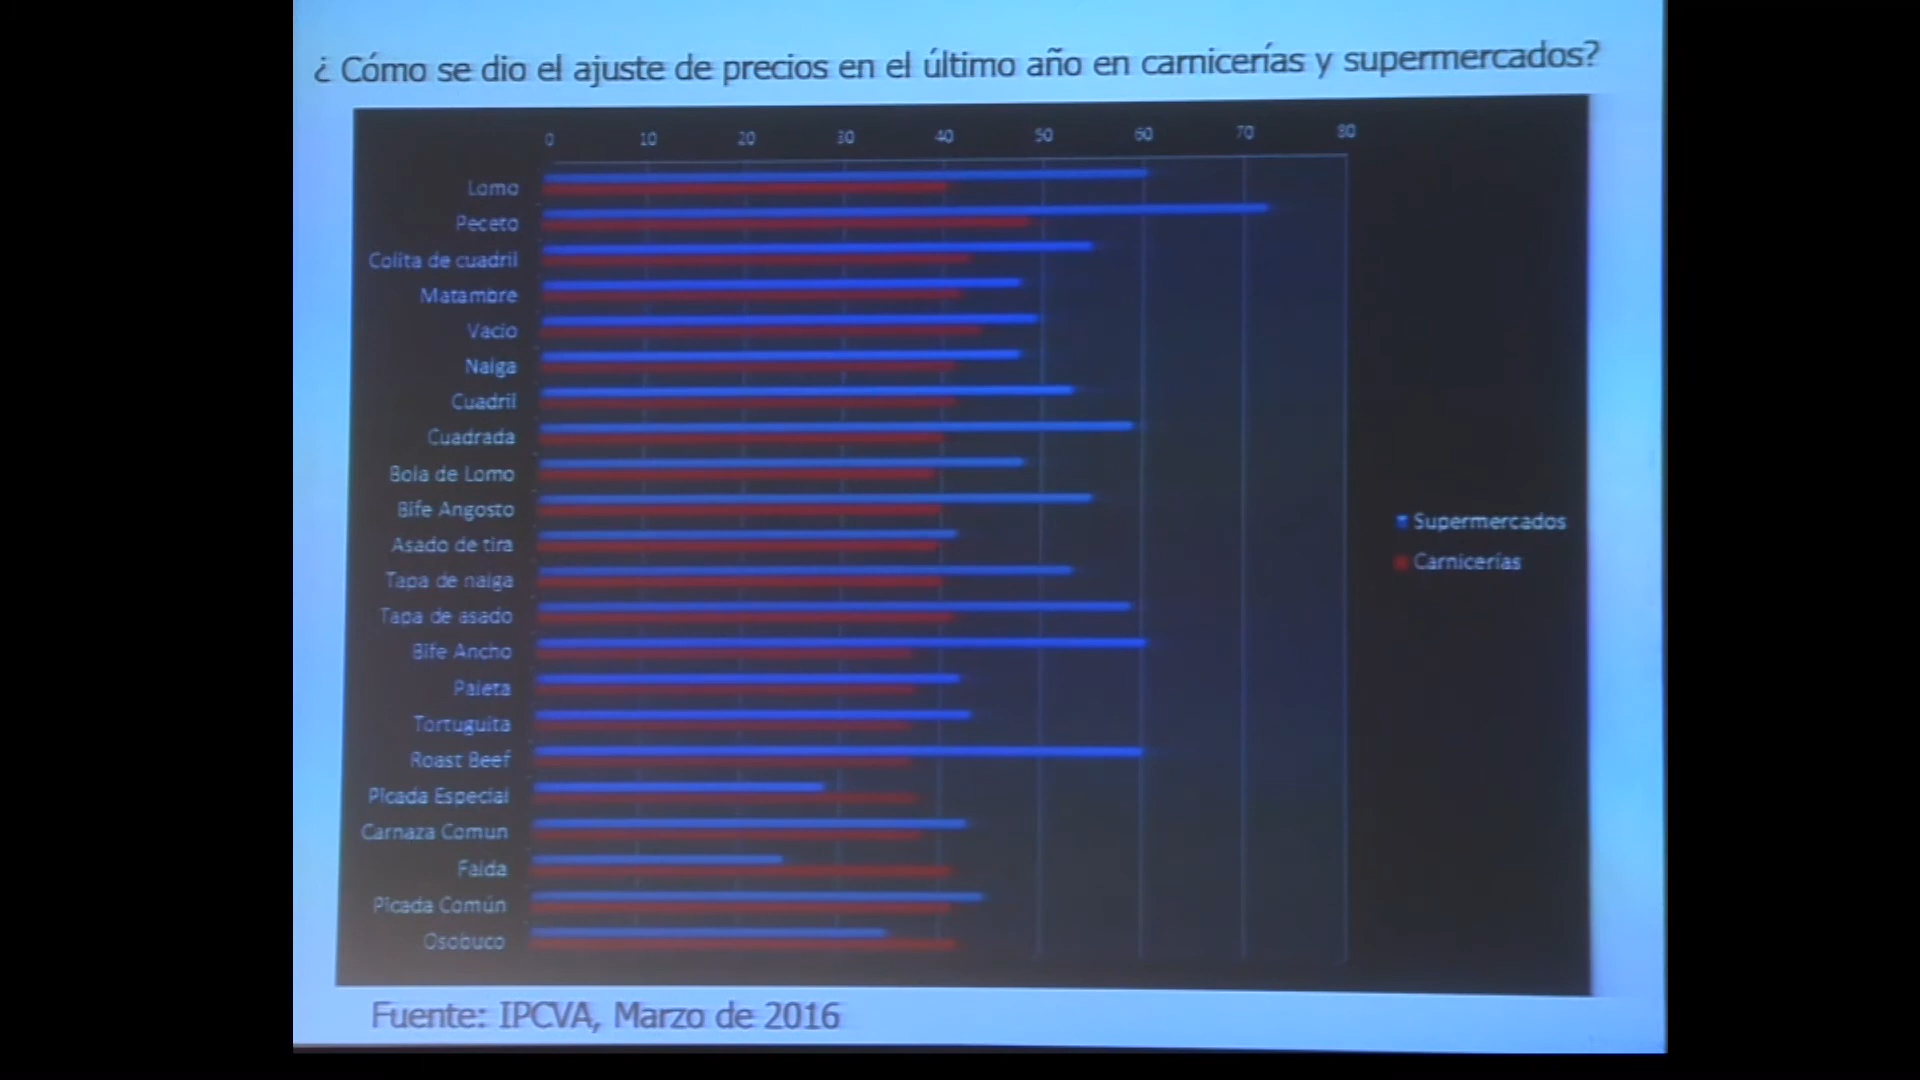 ¿ Cómo se dio el ajuste de precios en el último año en carnicerías y supermercados?
0 10 20 30 40 50 60 70 80
Lomo
Peceto
Colita de cuadril
Matambre
Vacio
Nalga
Cuadril
Cuadrada
Bola de Lomo
Bife Angosto
Asado de tira
Tapa de nalga
Tapa de asado
Bife Ancho
Paleta
Tortuguita
Roast Beef
Picada Especial
Carnaza Comun
Falda
Picada Común
Osobuco
Supermercados
Carnicerías
Fuente: IPCVA, Marzo de 2016